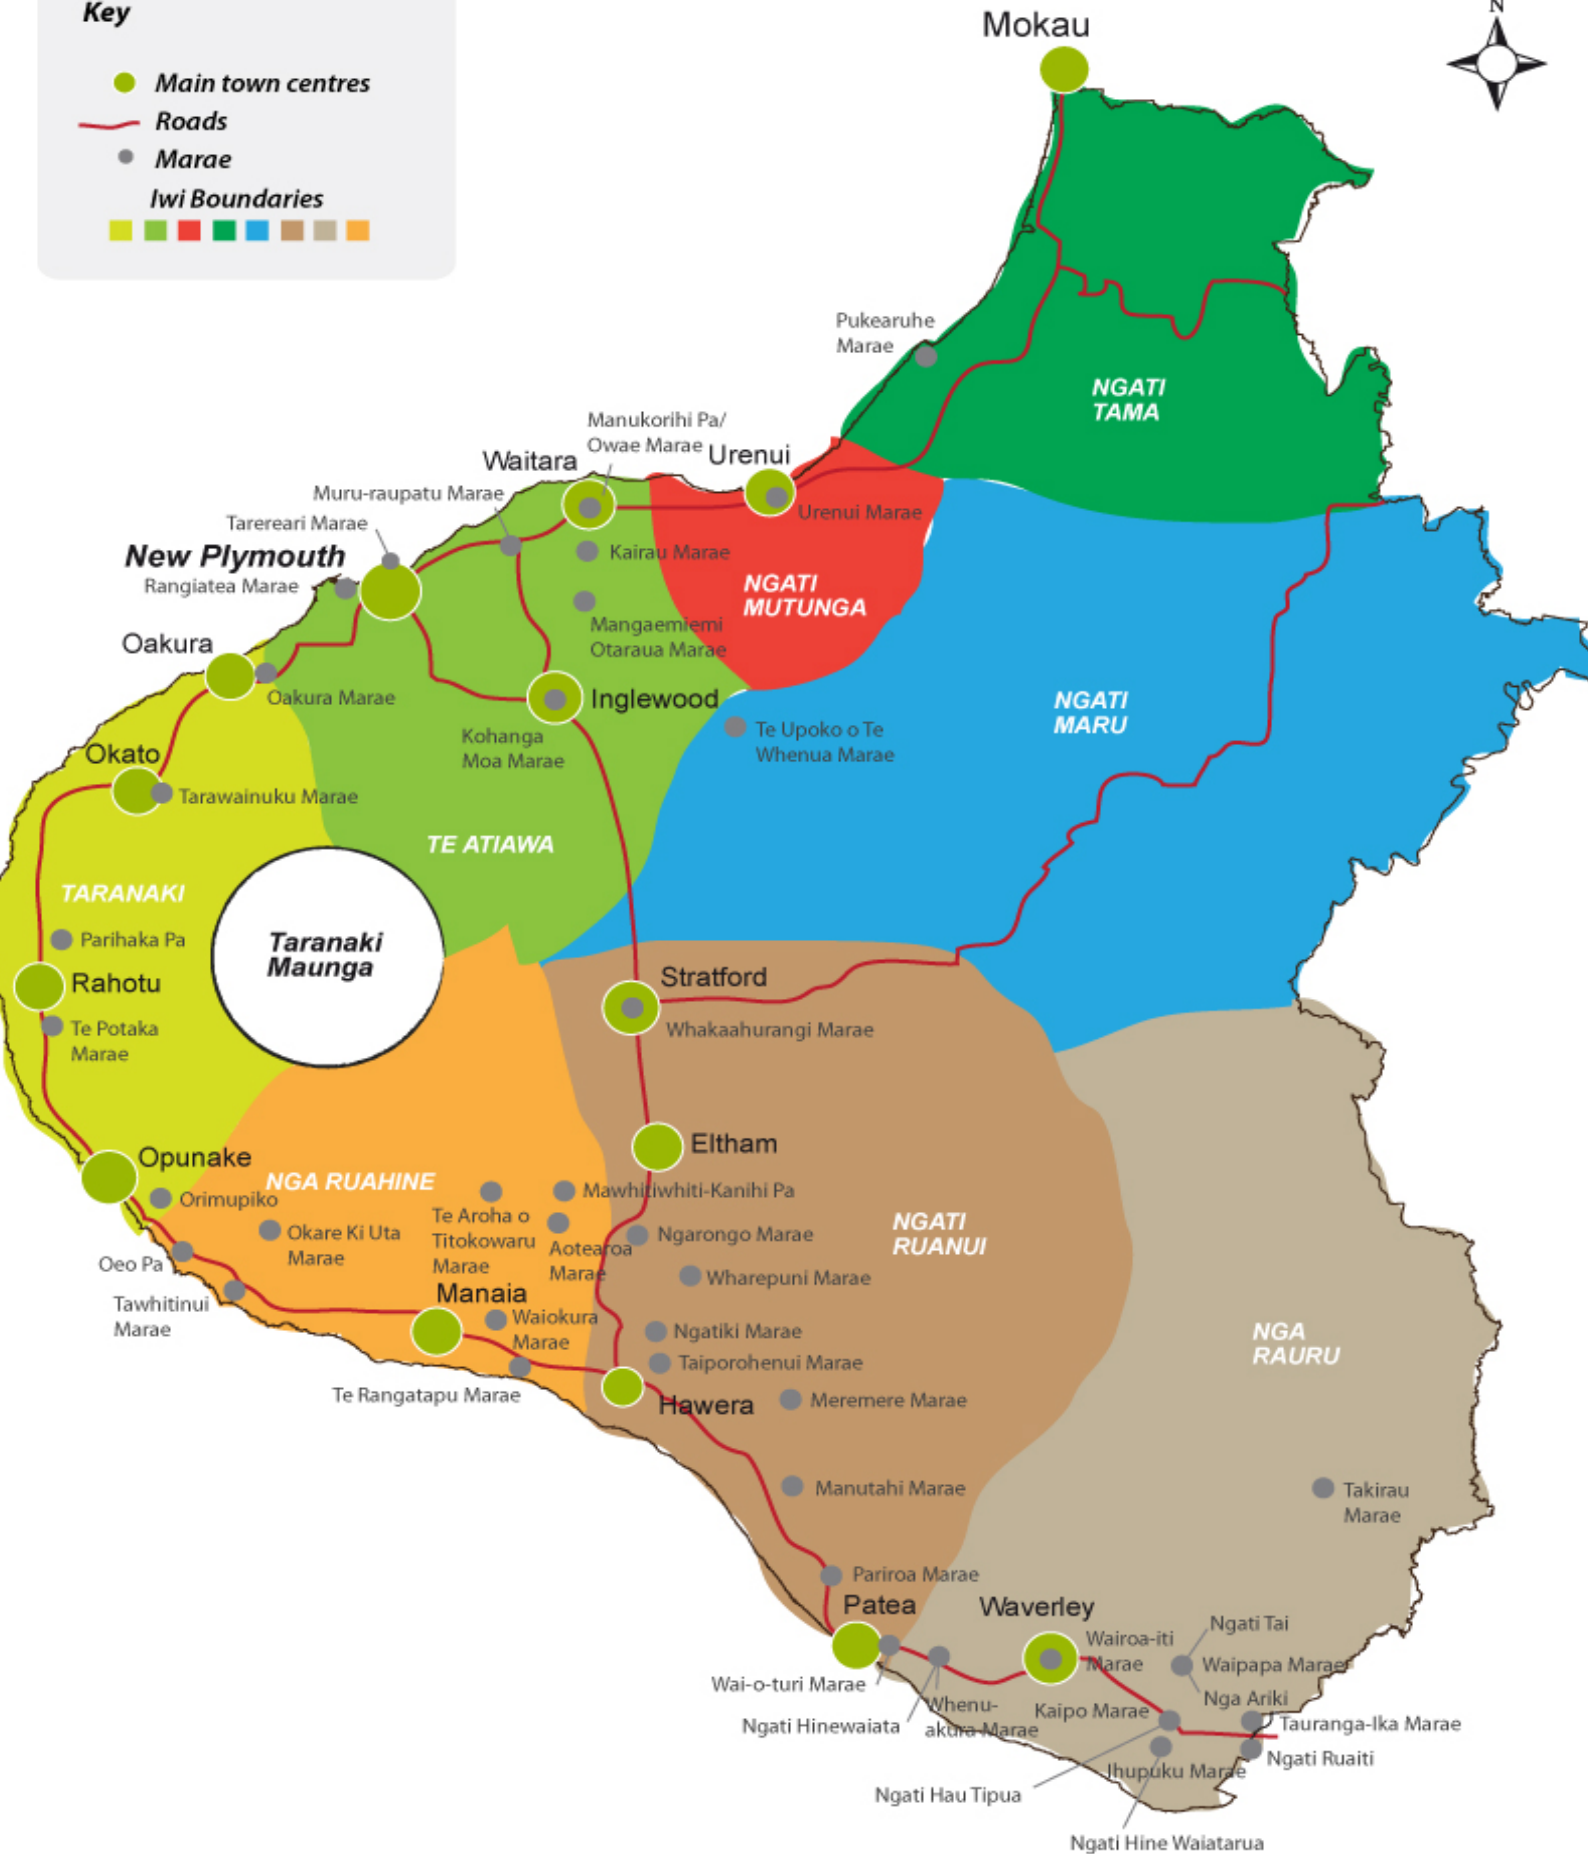 Key
Main town centres
Roads
Marae
Iwi Boundaries
N
Mokau
Pukearuhe
Marae
NGATI
TAMA
Manukorihi Pa/
Owae Marae
Urenui
Waitara
Muru-raupatu Marae
Urenui Marae
Tarereari Marae
New Plymouth
Kairau Marae
Rangiatea Marae
NGATI
MUTUNGA
Mangaemiemi
Otaraua Marae
Oakura
Oakura Marae
Inglewood
NGATI
MARU
Kohanga
Moa Marae
Te Upoko o Te
Whenua Marae
Okato
Tarawainuku Marae
TE ATIAWA
TARANAKI
Parihaka Pa
Taranaki
Maunga
Rahotu
Stratford
Te Potaka
Marae
Whakaahurangi Marae
Eltham
Opunake
NGA RUAHINE
Orimupiko
Mawhitiwhiti-Kanihi Pa
Te Aroha o
Titokowaru
Marae
Okare Ki Uta
Marae
Aotearoa
Marae
Ngarongo Marae
NGATI
RUANUI
Oeo Pa
Wharepuni Marae
Tawhitinui
Marae
Manaia
Waiokura
Marae
Ngatiki Marae
NGA
RAURU
Taiporohenui Marae
Te Rangatapu Marae
Hawera
Meremere Marae
Manutahi Marae
Takirau
Marae
Pariroa Marae
Patea
Waverley
Ngati Tai
Wairoa-iti
Marae
Waipapa Marae
Wai-o-turi Marae
Nga Ariki
Whenu-
akura Marae
Kaipo Marae
Ngati Hinewaiata
Tauranga-Ika Marae
Ngati Ruaiti
Ihupuku Marae
Ngati Hau Tipua
Ngati Hine Waiatarua